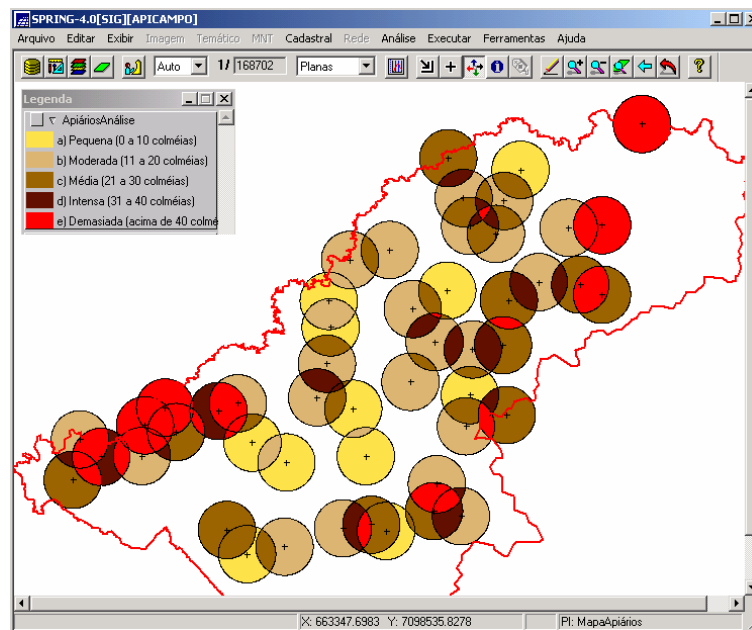 SPRING-4.0[SIG][APICAMPO]
Arquivo Editar Exibir Imagem Temático MNT Cadastral Rede Análise Executar Ferramentas Ajuda
Auto 1/ 168702 Planas
Legenda
ApiáriosAnálise
a) Pequena (0 a 10 colméias)
b) Moderada (11 a 20 colméias)
c) Média (21 a 30 colméias)
d) Intensa (31 a 40 colméias)
e) Demasiada (acima de 40 colmé
X: 663347.6983 Y: 7098535.8278 PI: MapaApiários